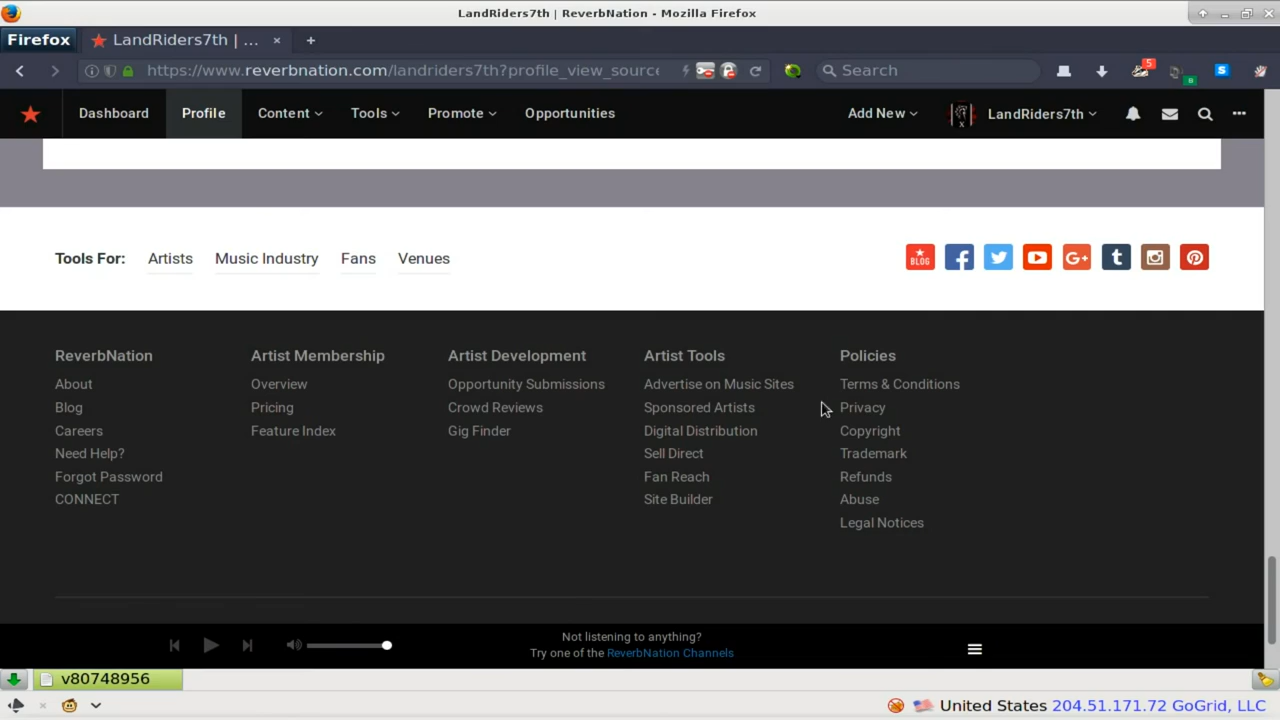 LandRiders7th | ReverbNation - Mozilla Firefox
Firefox
LandRiders7th | ...
https://www.reverbnation.com/landriders7th?profile_view_source
Search
5
Dashboard
Profile
Content
Tools
Promote
Opportunities
Add New
LandRiders7th
Tools For:
Artists
Music Industry
Fans
Venues
BLOG
ReverbNation
About
Blog
Careers
Need Help?
Forgot Password
CONNECT
Artist Membership
Overview
Pricing
Feature Index
Artist Development
Opportunity Submissions
Crowd Reviews
Gig Finder
Artist Tools
Advertise on Music Sites
Sponsored Artists
Digital Distribution
Sell Direct
Fan Reach
Site Builder
Policies
Terms & Conditions
Privacy
Copyright
Trademark
Refunds
Abuse
Legal Notices
Not listening to anything?
Try one of the ReverbNation Channels
v80748956
United States 204.51.171.72 GoGrid, LLC